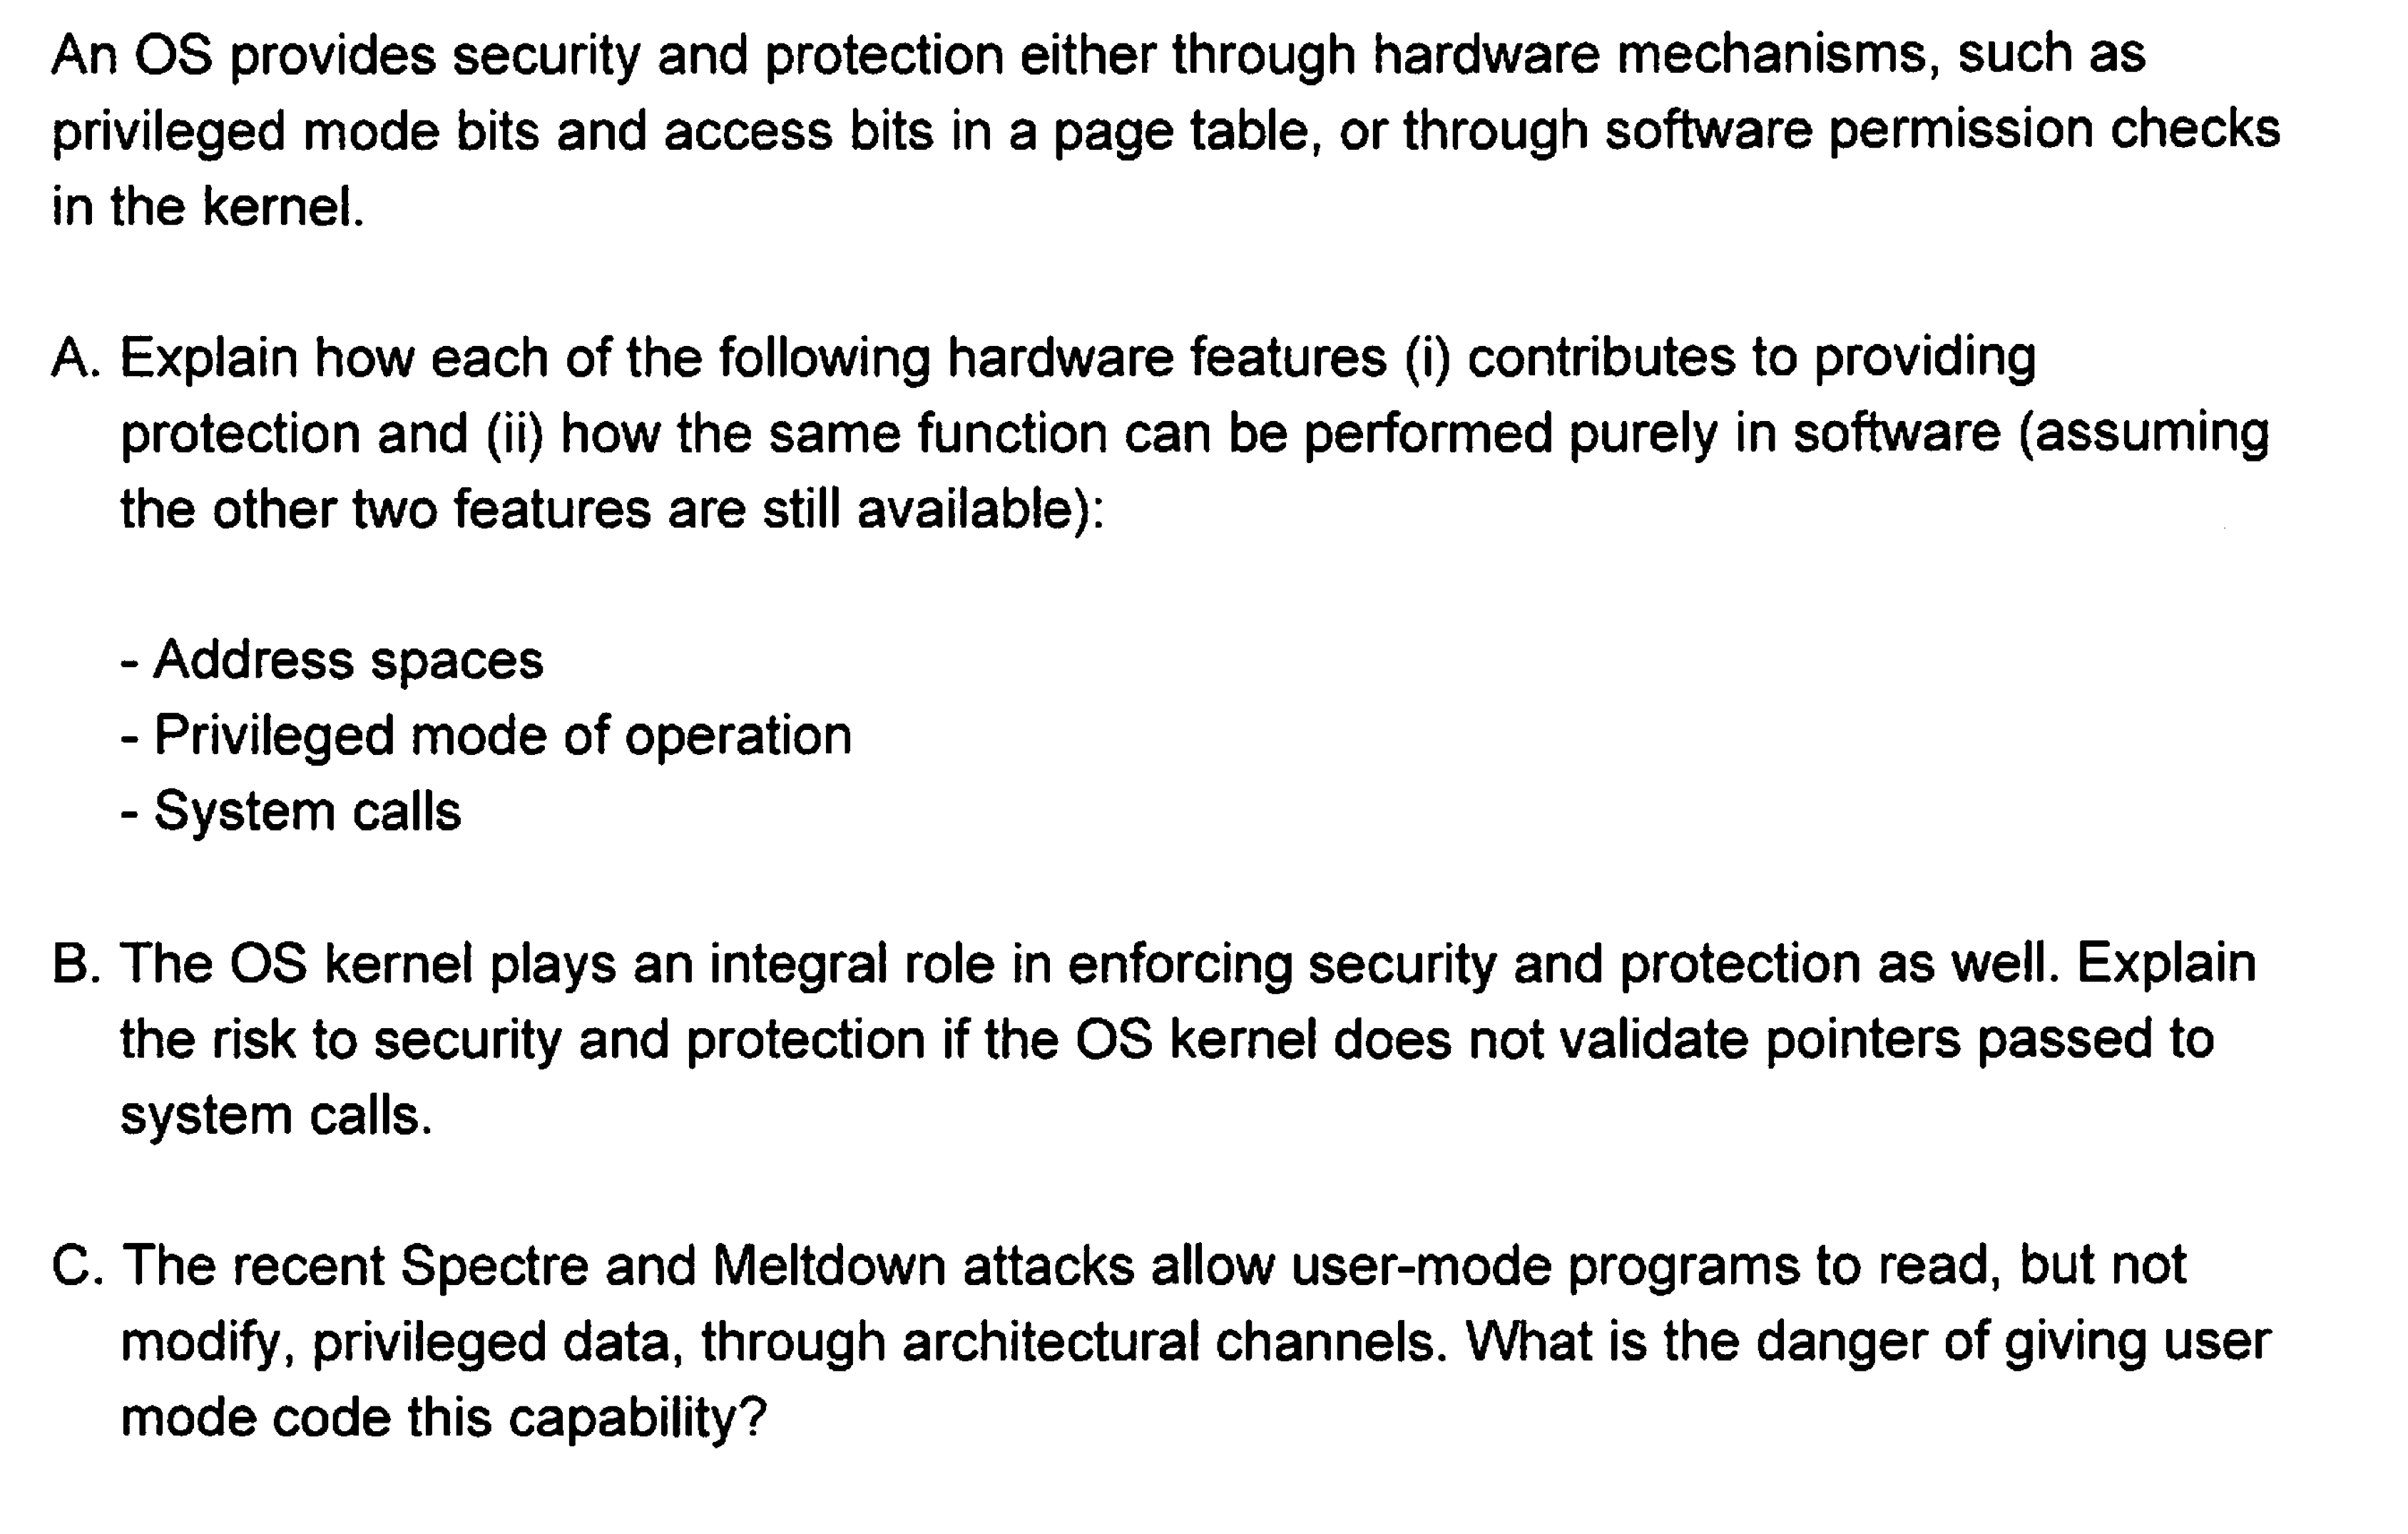 An OS provides security and protection either through hardware mechanisms, such as
privileged mode bits and access bits in a page table, or through software permission checks
in the kernel.
A. Explain how each of the following hardware features (i) contributes to providing
protection and (ii) how the same function can be performed purely in software (assuming
the other two features are still available):
- Address spaces
- Privileged mode of operation
- System calls
B. The OS kernel plays an integral role in enforcing security and protection as well. Explain
the risk to security and protection if the OS kernel does not validate pointers passed to
system calls.
C. The recent Spectre and Meltdown attacks allow user-mode programs to read, but not
modify, privileged data, through architectural channels. What is the danger of giving user
mode code this capability?